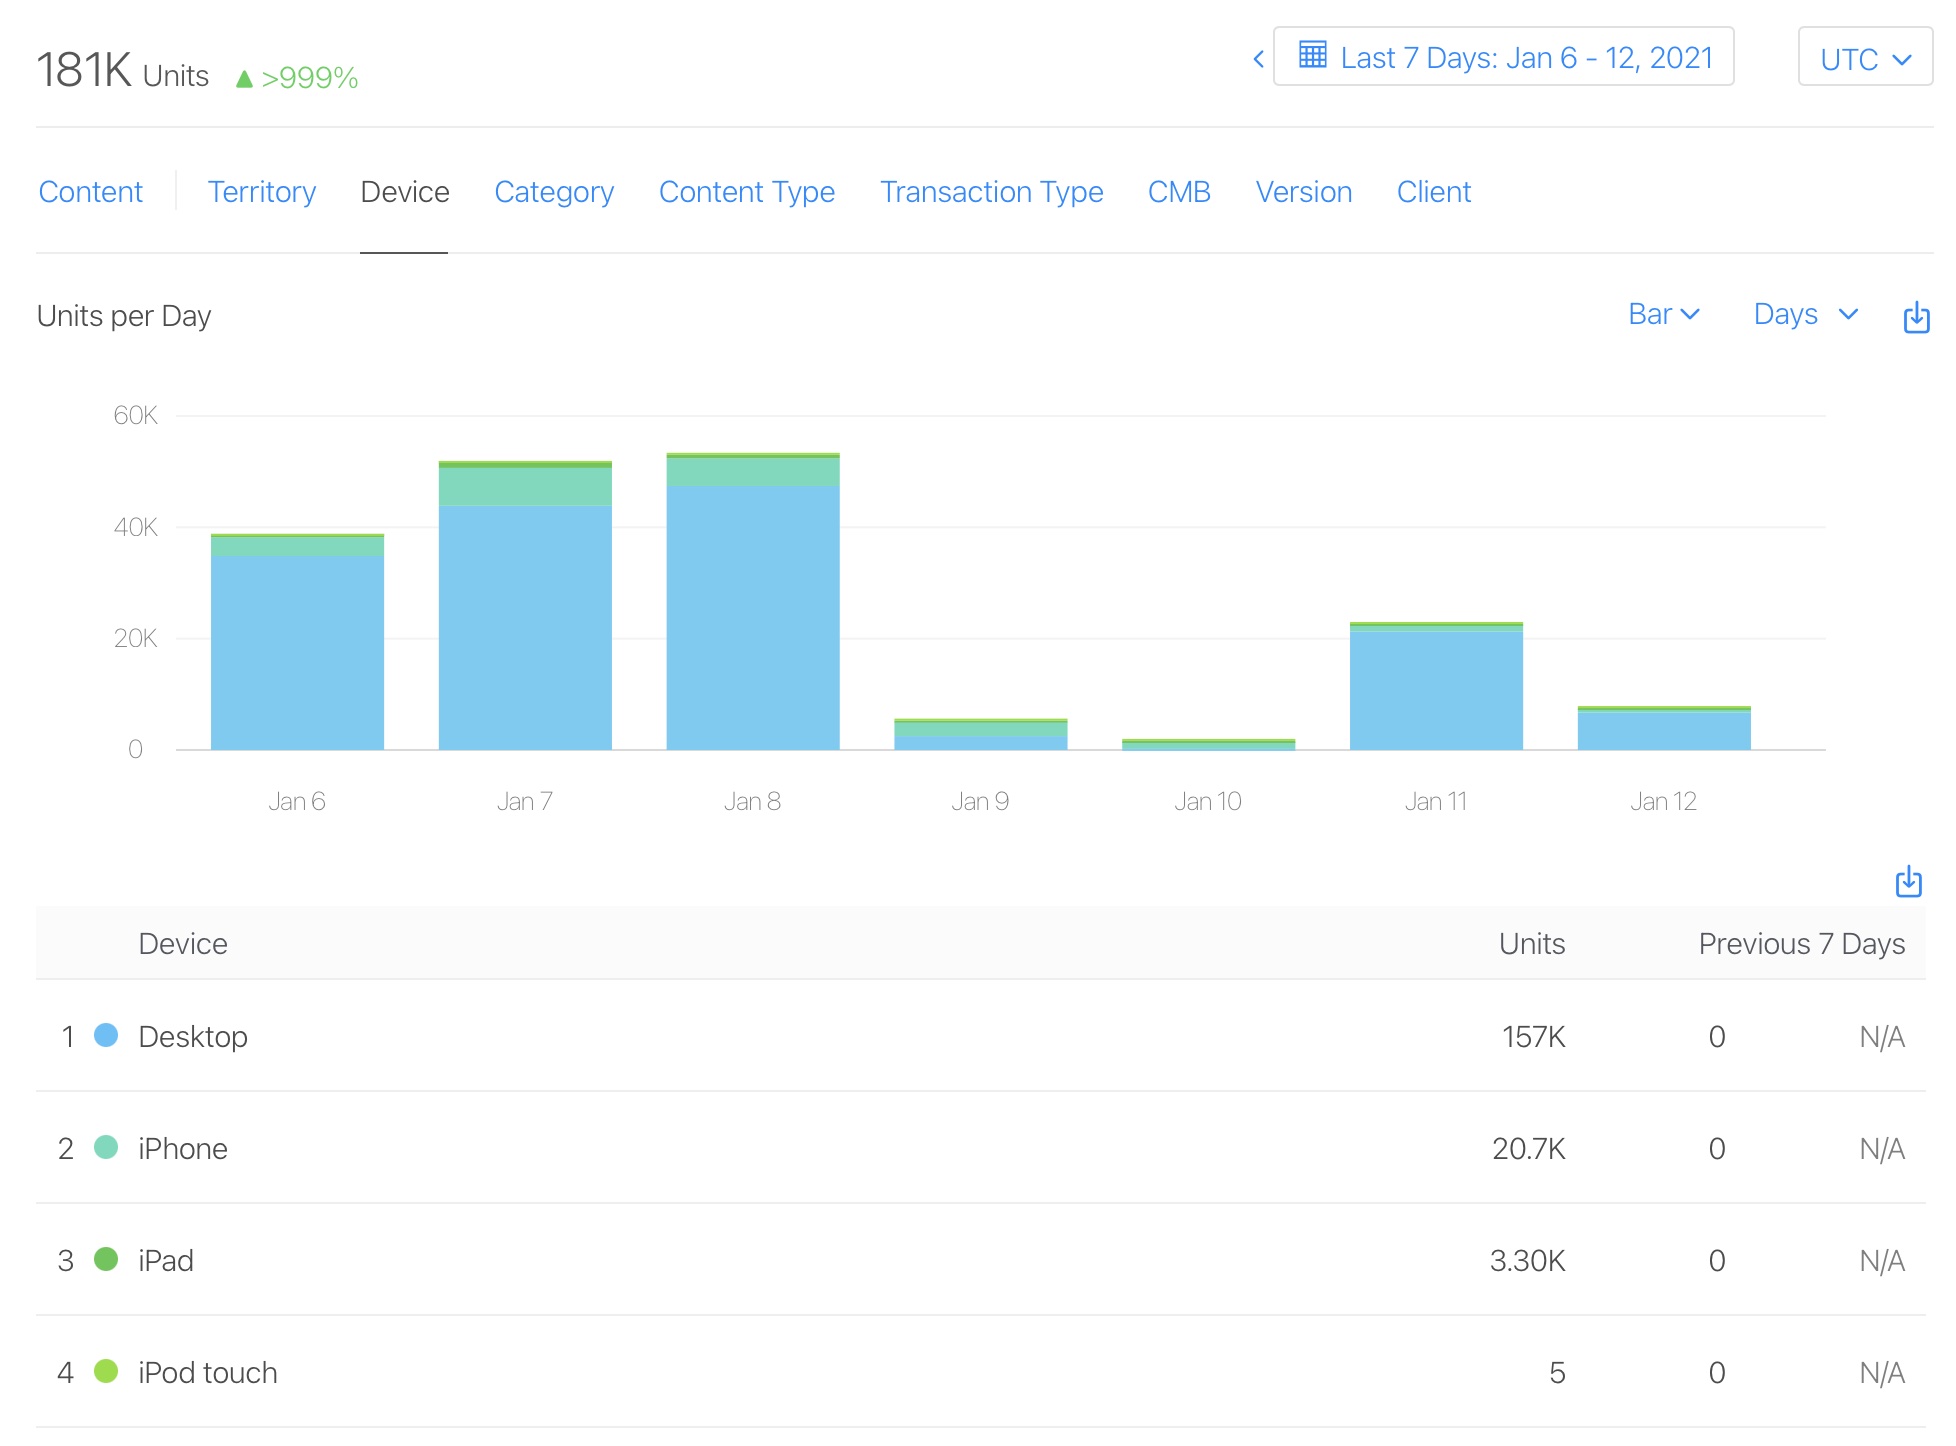 181K Units >999%
Last 7 Days: Jan 6 - 12, 2021
UTC
Content Territory Device Category Content Type Transaction Type CMB Version Client
Units per Day
Bar Days
60K
40K
20K
0
Jan 6 Jan 7 Jan 8 Jan 9 Jan 10 Jan 11 Jan 12
Device Units Previous 7 Days
1 Desktop 157K 0 N/A
2 iPhone 20.7K 0 N/A
3 iPad 3.30K 0 N/A
4 iPod touch 5 0 N/A